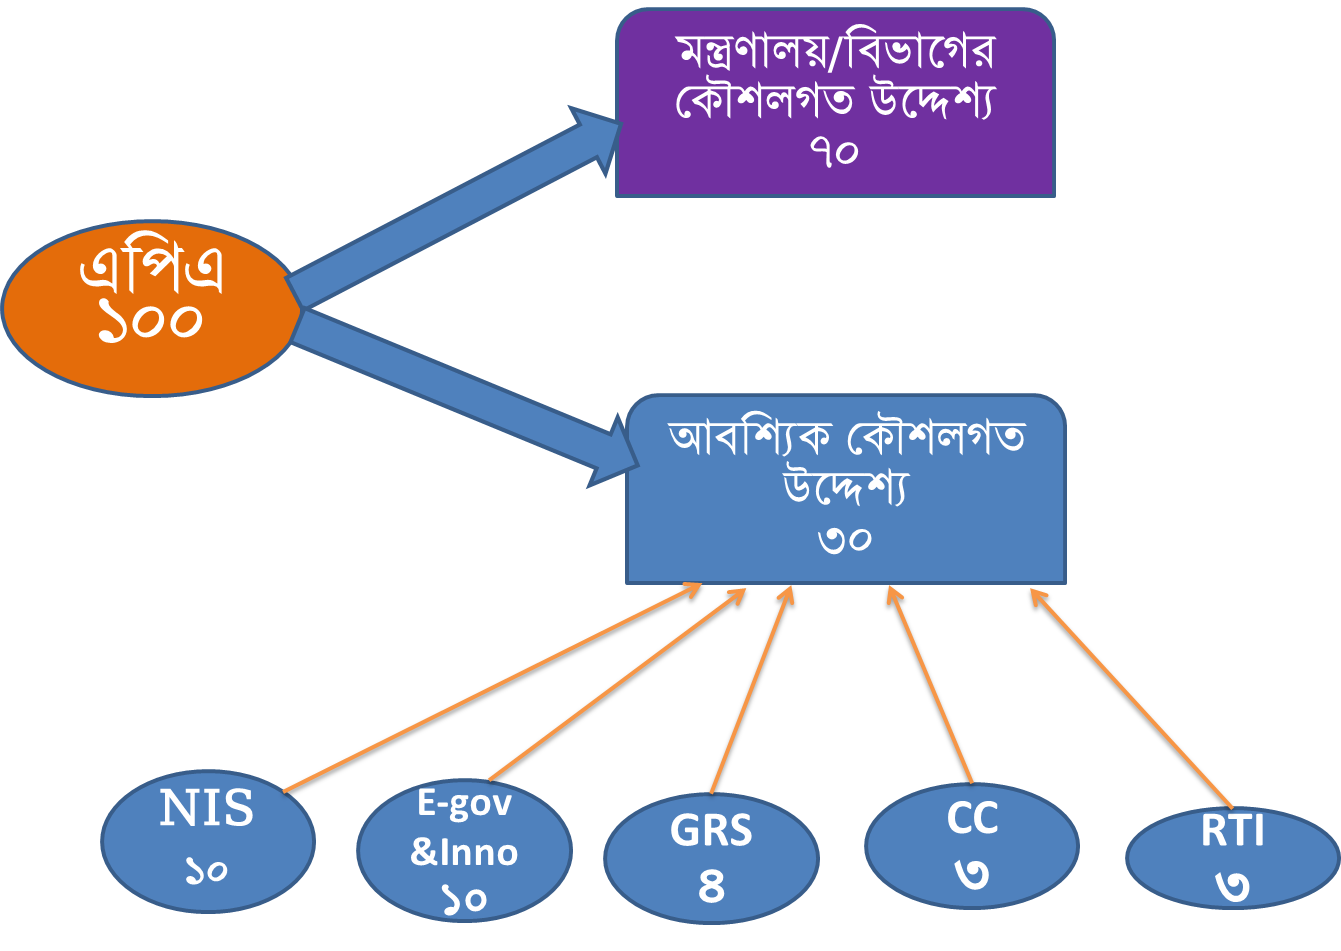 মন্ত্রণালয়/বিভাগের
কৌশলগত উদ্দেশ্য
৭০
এপিএ
১০০
আবশ্যিক কৌশলগত
উদ্দেশ্য
৩০
NIS
১০
E-gov
&Inno
১০
GRS
৪
CC
৩
RTI
৩